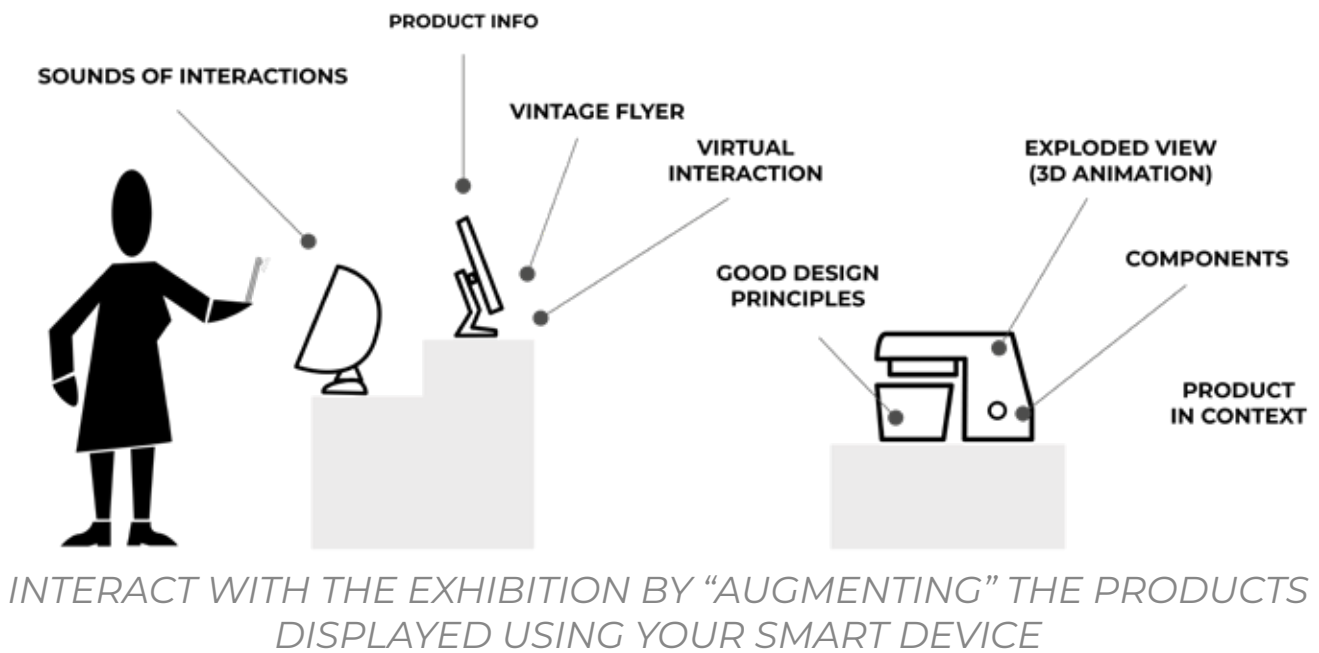 PRODUCT INFO
SOUNDS OF INTERACTIONS
VINTAGE FLYER
VIRTUAL
INTERACTION
EXPLODED VIEW
(3D ANIMATION)
GOOD DESIGN
PRINCIPLES
COMPONENTS
PRODUCT
IN CONTEXT
INTERACT WITH THE EXHIBITION BY “AUGMENTING” THE PRODUCTS
DISPLAYED USING YOUR SMART DEVICE